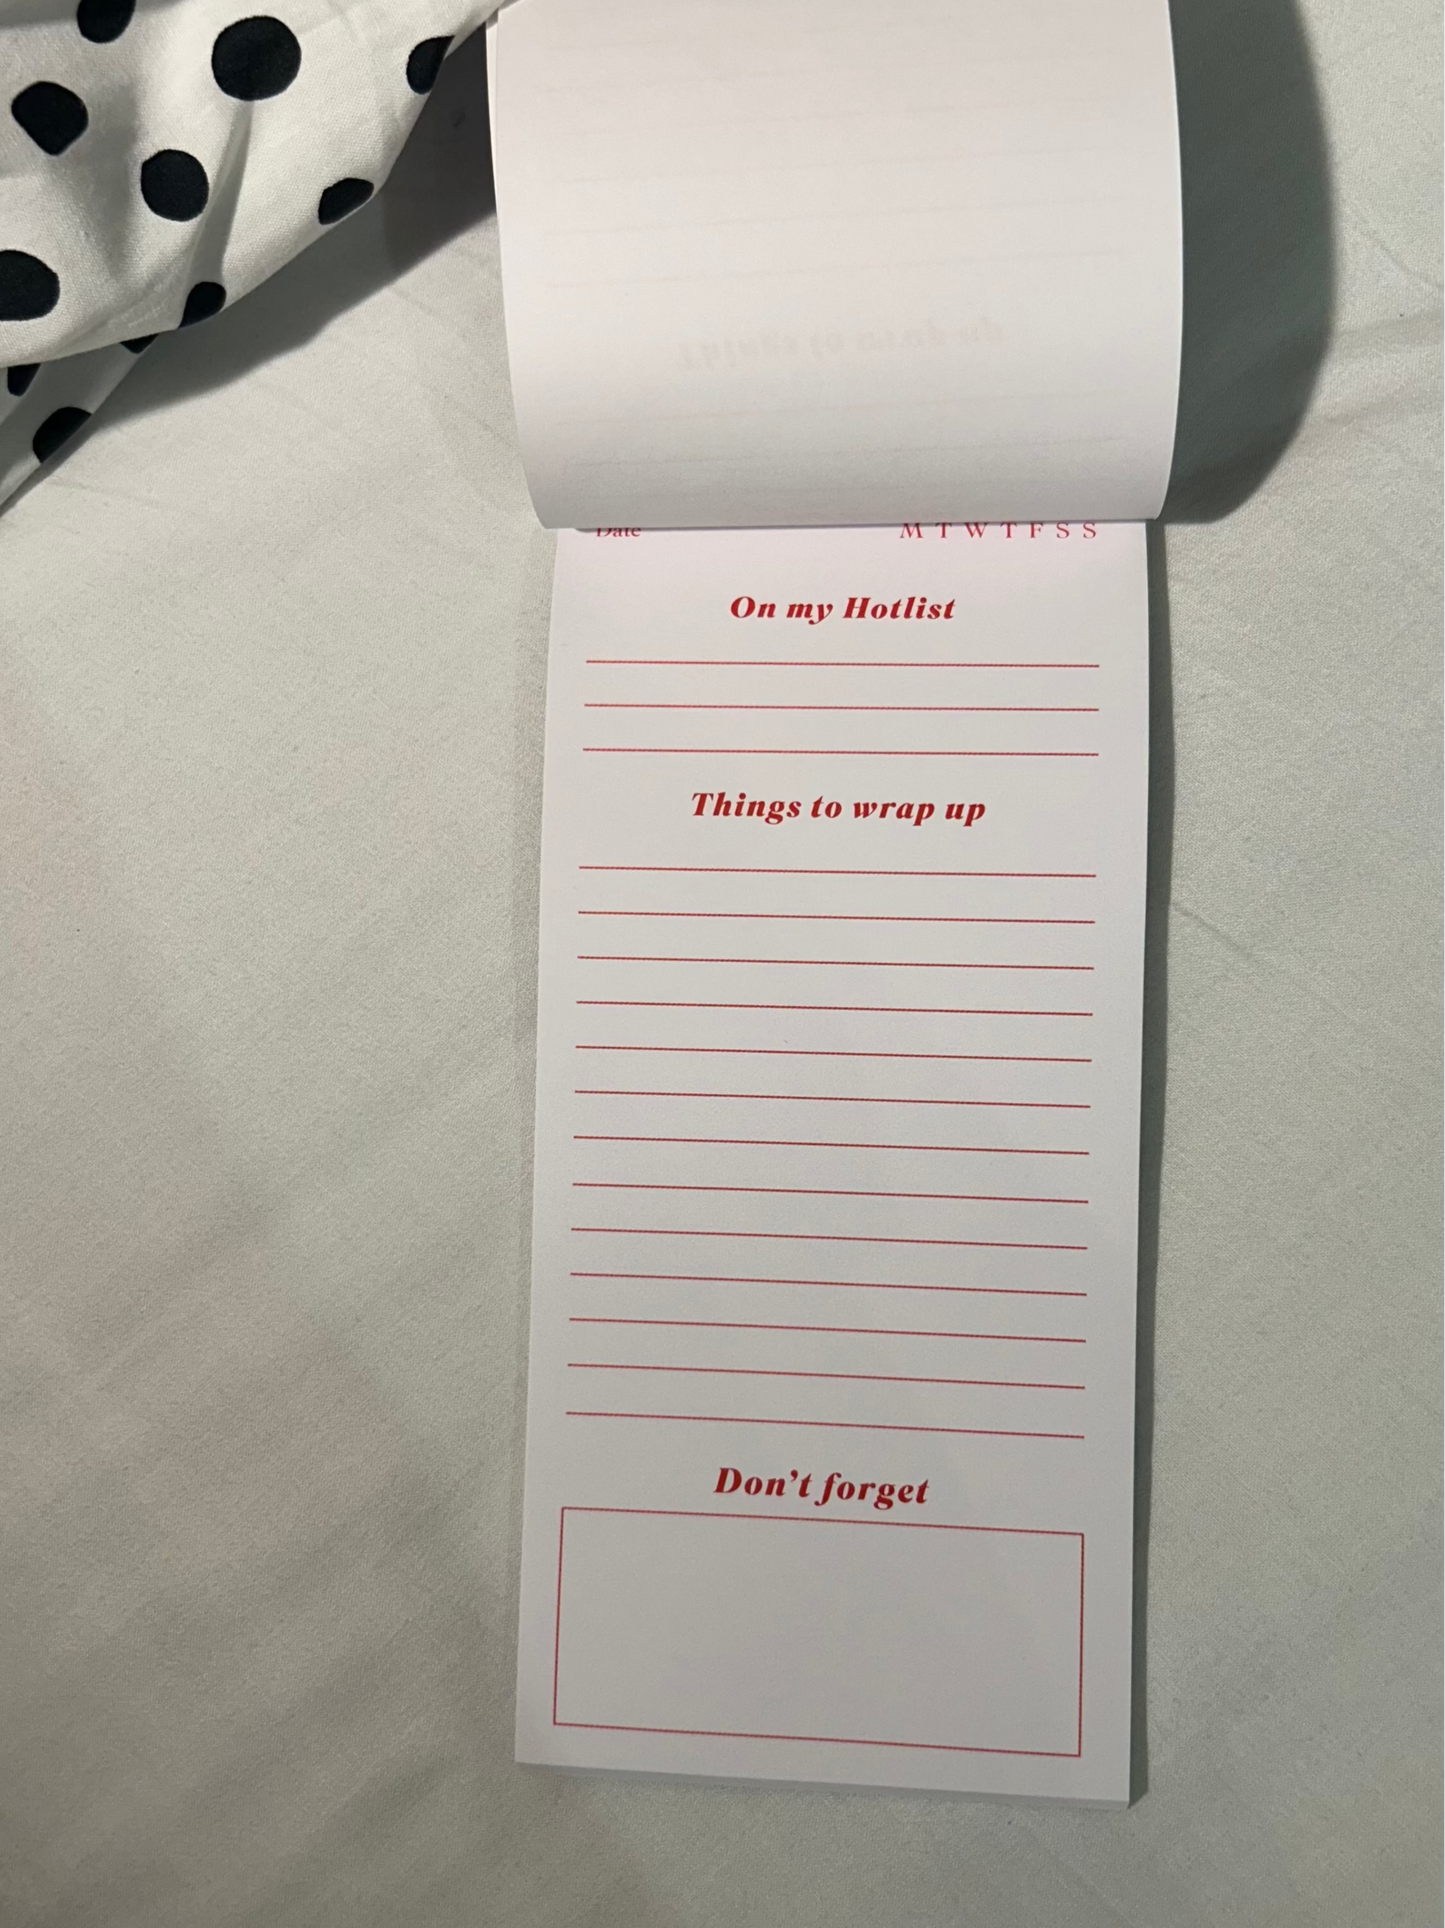 Date M T W T F S S
On my Hotlist
Things to wrap up
Don't forget